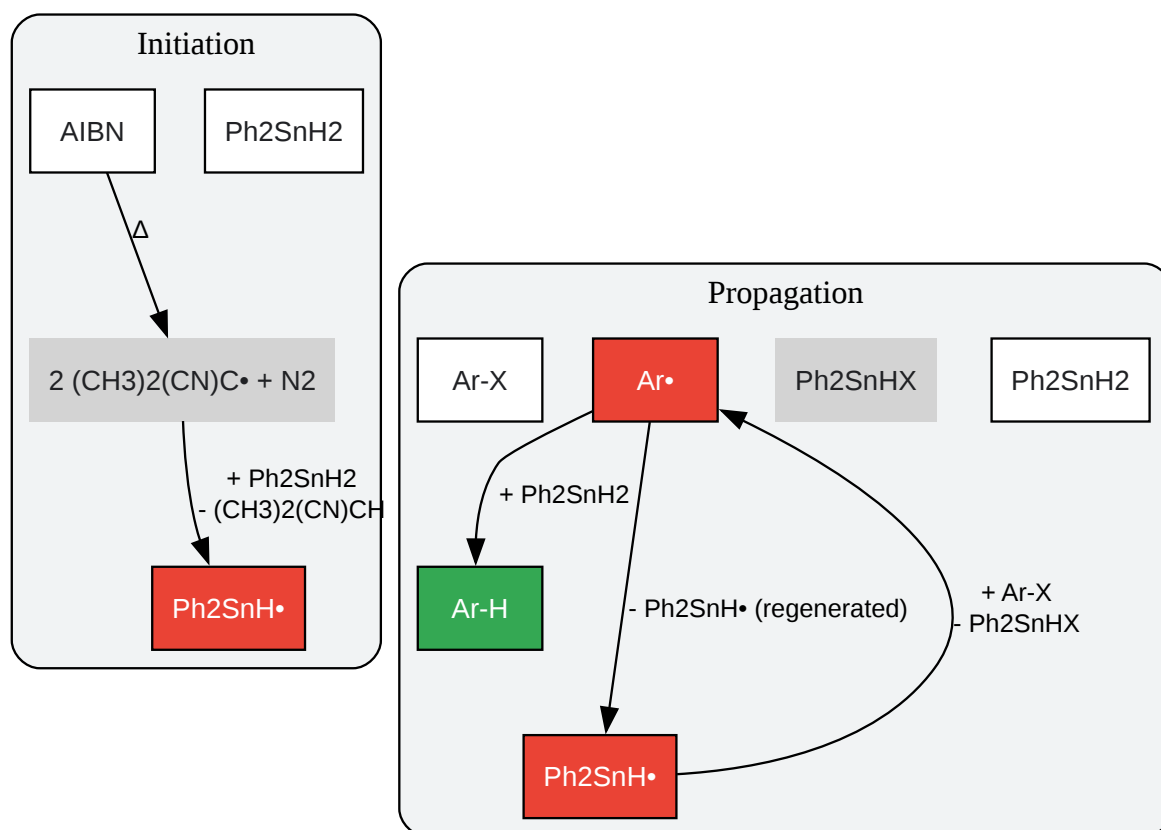 Initiation
AIBN
Ph2SnH2
Δ
2 (CH3)2(CN)C• + N2
+ Ph2SnH2
- (CH3)2(CN)CH
Ph2SnH•
Propagation
Ar-X
Ar•
Ph2SnHX
Ph2SnH2
+ Ph2SnH2
Ar-H
- Ph2SnH• (regenerated)
+ Ar-X
- Ph2SnHX
Ph2SnH•